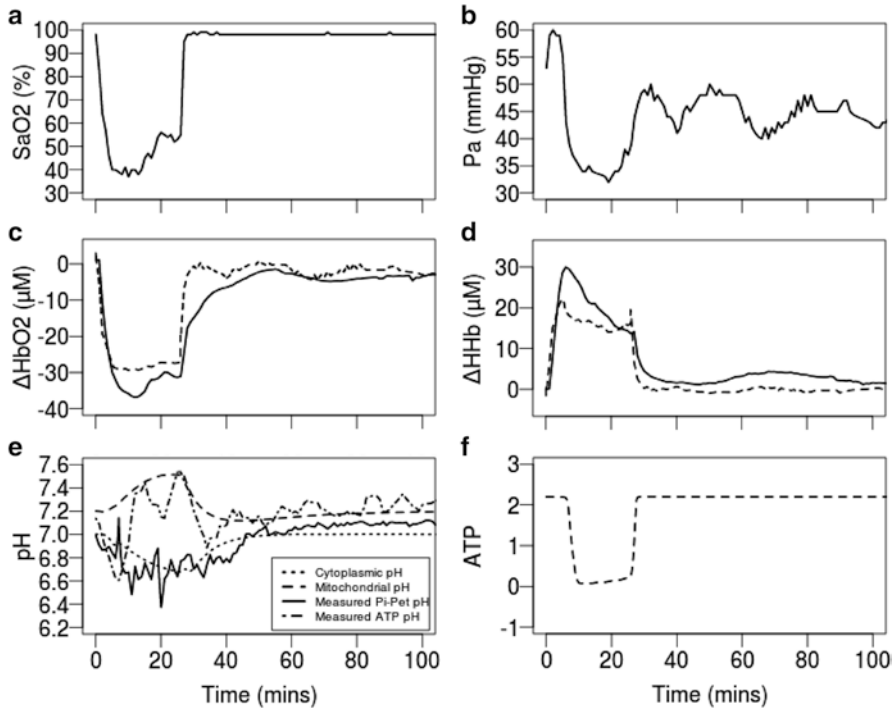 a
SaO2 (%)
100
90
80
70
60
50
40
30
b
Pa (mmHg)
60
55
50
45
40
35
30
c
ΔHbO2 (µM)
0
-10
-20
-30
-40
d
ΔHHb (µM)
30
20
10
0
e
pH
7.6
7.4
7.2
7.0
6.8
6.6
6.4
6.2
Cytoplasmic pH
Mitochondrial pH
Measured Pi-Pet pH
Measured ATP pH
0 20 40 60 80 100
Time (mins)
f
ATP
3
2
1
0
-1
0 20 40 60 80 100
Time (mins)